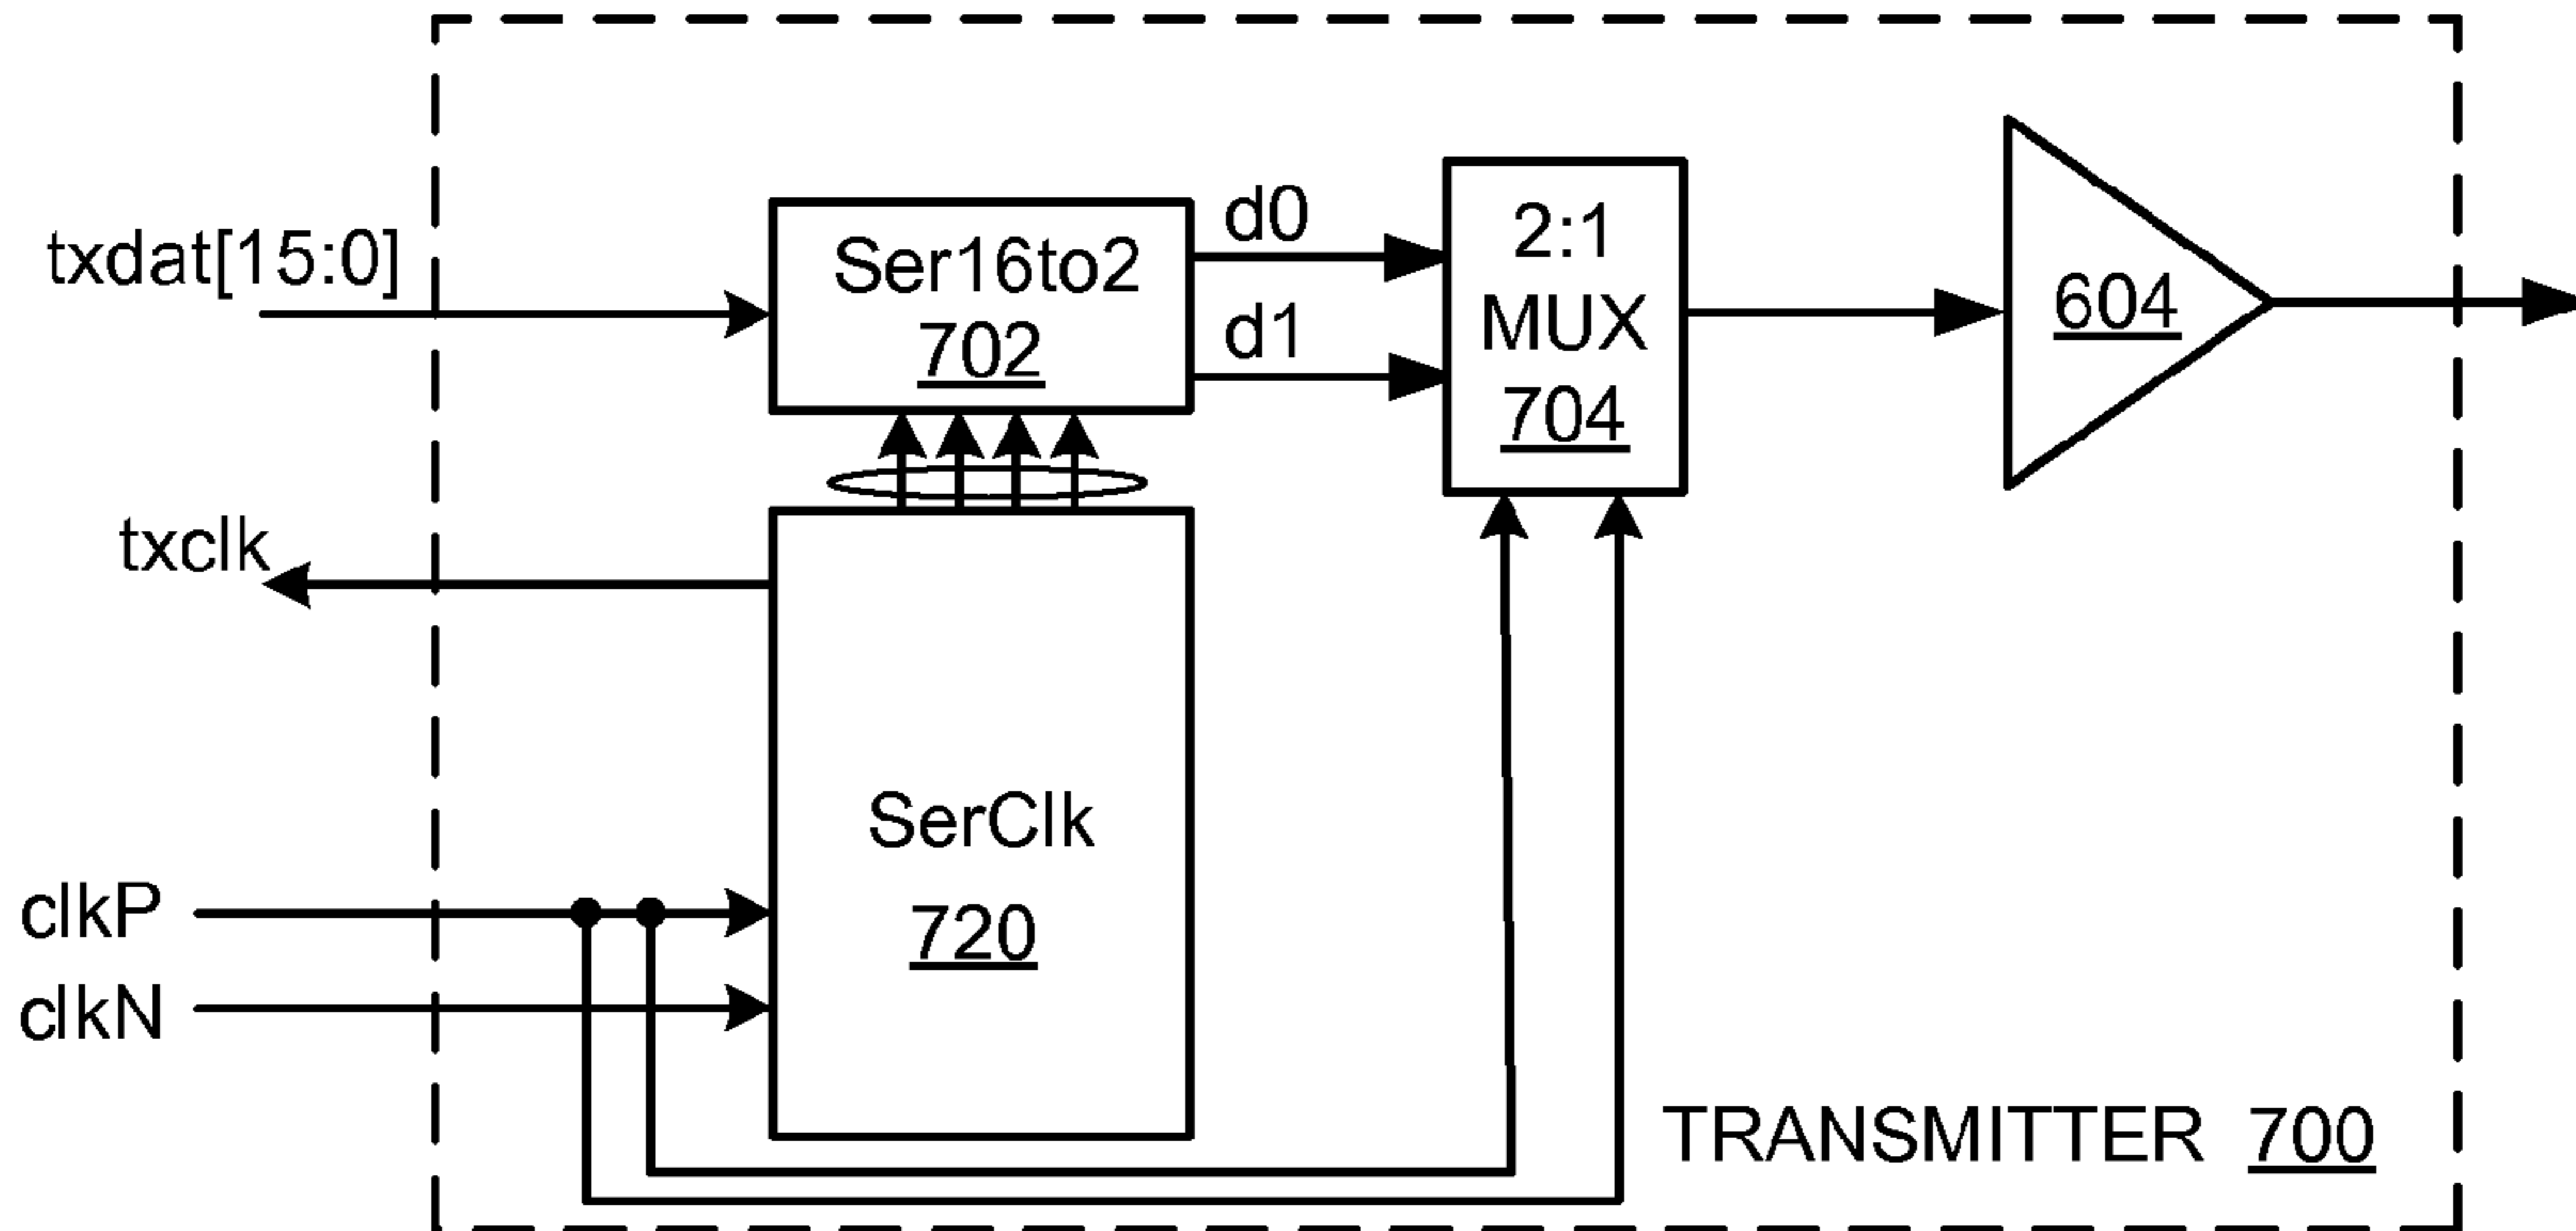 txdat[15:0]
Ser16to2
702
d0
d1
2:1
MUX
704
604
txclk
SerClk
720
clkP
clkN
TRANSMITTER 700